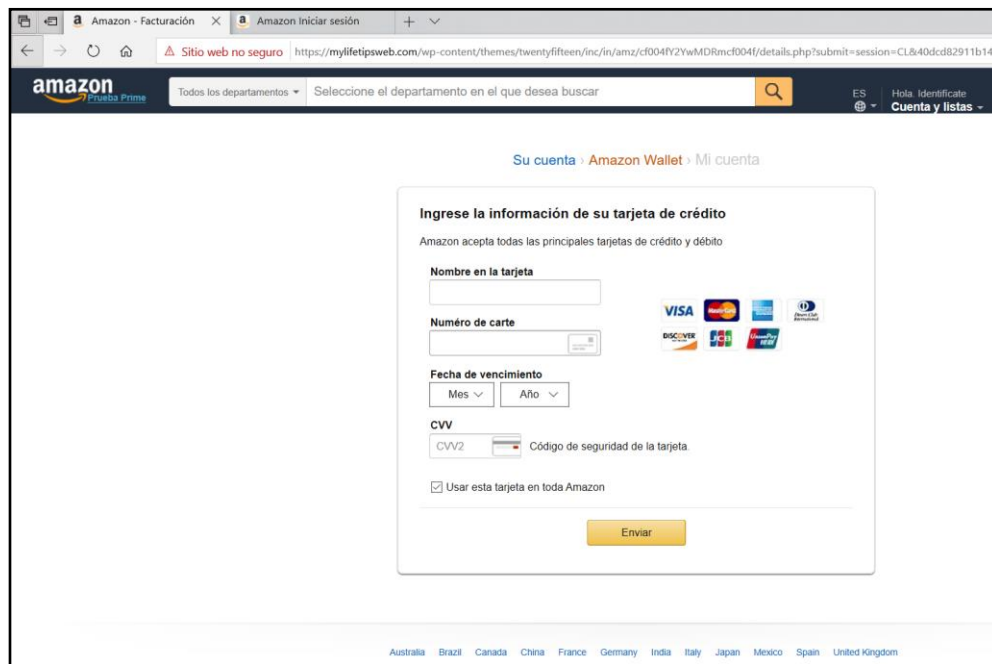 Amazon - Facturación
Amazon Iniciar sesión
Sitio web no seguro
https://mylifetipsweb.com/wp-content/themes/twentyfifteen/inc/in/amz/cf004fY2YwMDRmcf004f/details.php?submit=session=CL&40dcd82911b14
amazon
Prueba Prime
Todos los departamentos
Seleccione el departamento en el que desea buscar
ES
Hola. Identifícate
Cuenta y listas
Su cuenta › Amazon Wallet › Mi cuenta
Ingrese la información de su tarjeta de crédito
Amazon acepta todas las principales tarjetas de crédito y débito
Nombre en la tarjeta
VISA
MasterCard
DISCOVER
JCB
UnionPay
Numéro de carte
Fecha de vencimiento
Mes
Año
CVV
CVV2
Código de seguridad de la tarjeta.
Usar esta tarjeta en toda Amazon
Enviar
Australia Brazil Canada China France Germany India Italy Japan Mexico Spain United Kingdom